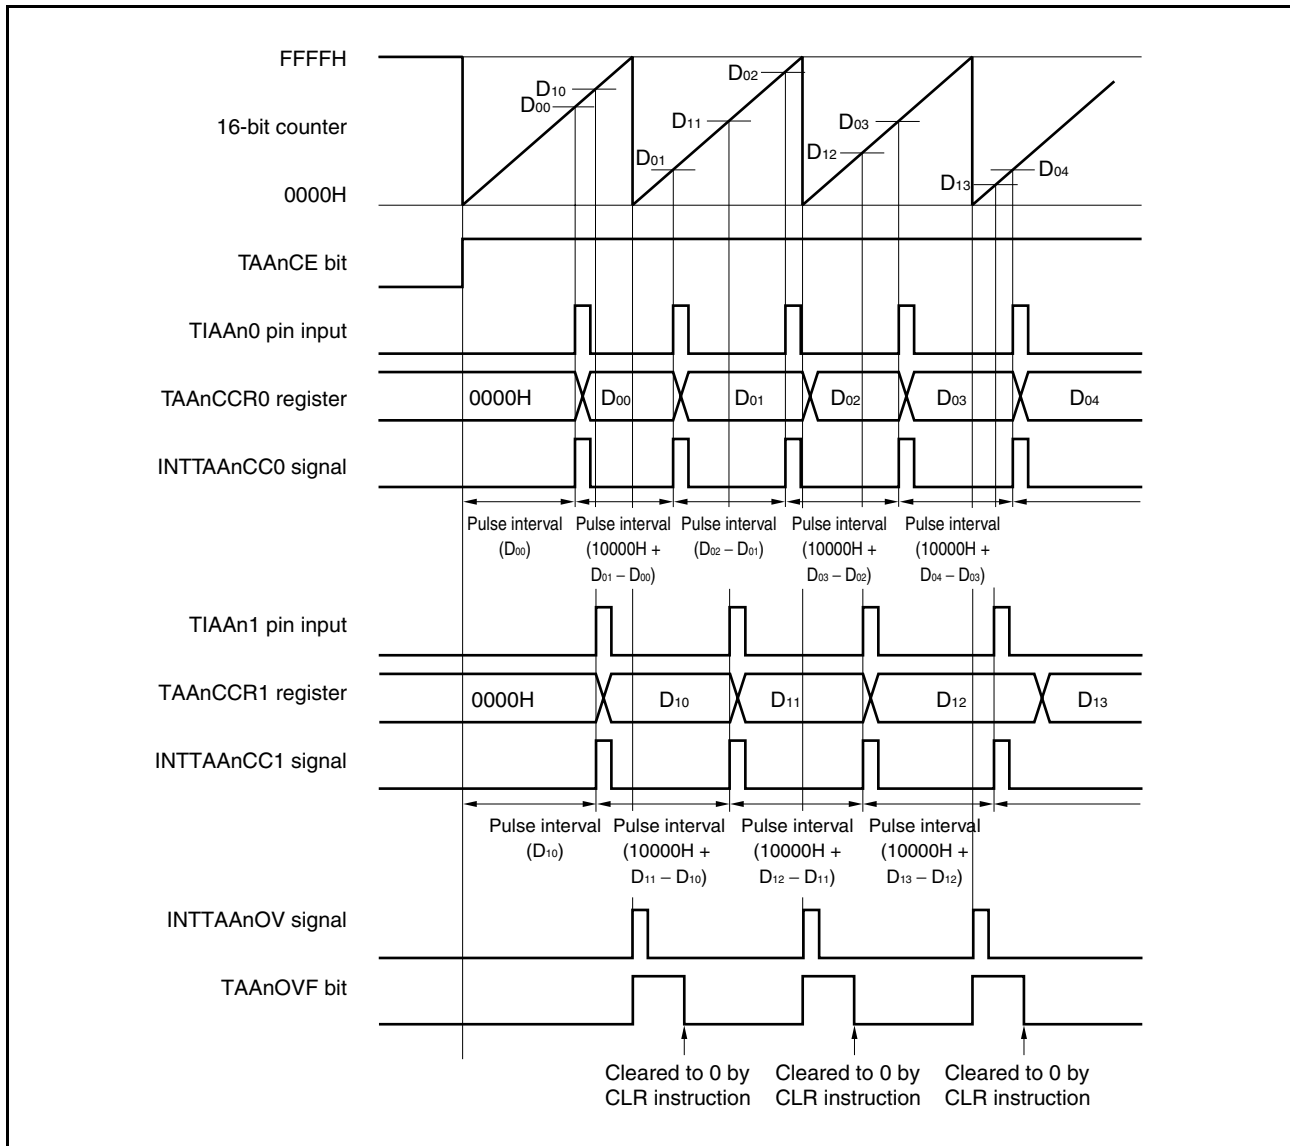 FFFFH
D10
D00
D02
16-bit counter
D11
D03
D12
D01
D04
D13
0000H
TAAnCE bit
TIAAn0 pin input
TAAnCCR0 register
0000H D00 D01 D02 D03 D04
INTTAAnCC0 signal
Pulse interval Pulse interval Pulse interval Pulse interval Pulse interval
(D00) (10000H + (D02 – D01) (10000H + (10000H +
D01 – D00) D03 – D02) D04 – D03)
TIAAn1 pin input
TAAnCCR1 register
0000H D10 D11 D12 D13
INTTAAnCC1 signal
Pulse interval Pulse interval Pulse interval Pulse interval
(D10) (10000H + (10000H + (10000H +
D11 – D10) D12 – D11) D13 – D12)
INTTAAnOV signal
TAAnOVF bit
Cleared to 0 by Cleared to 0 by Cleared to 0 by
CLR instruction CLR instruction CLR instruction